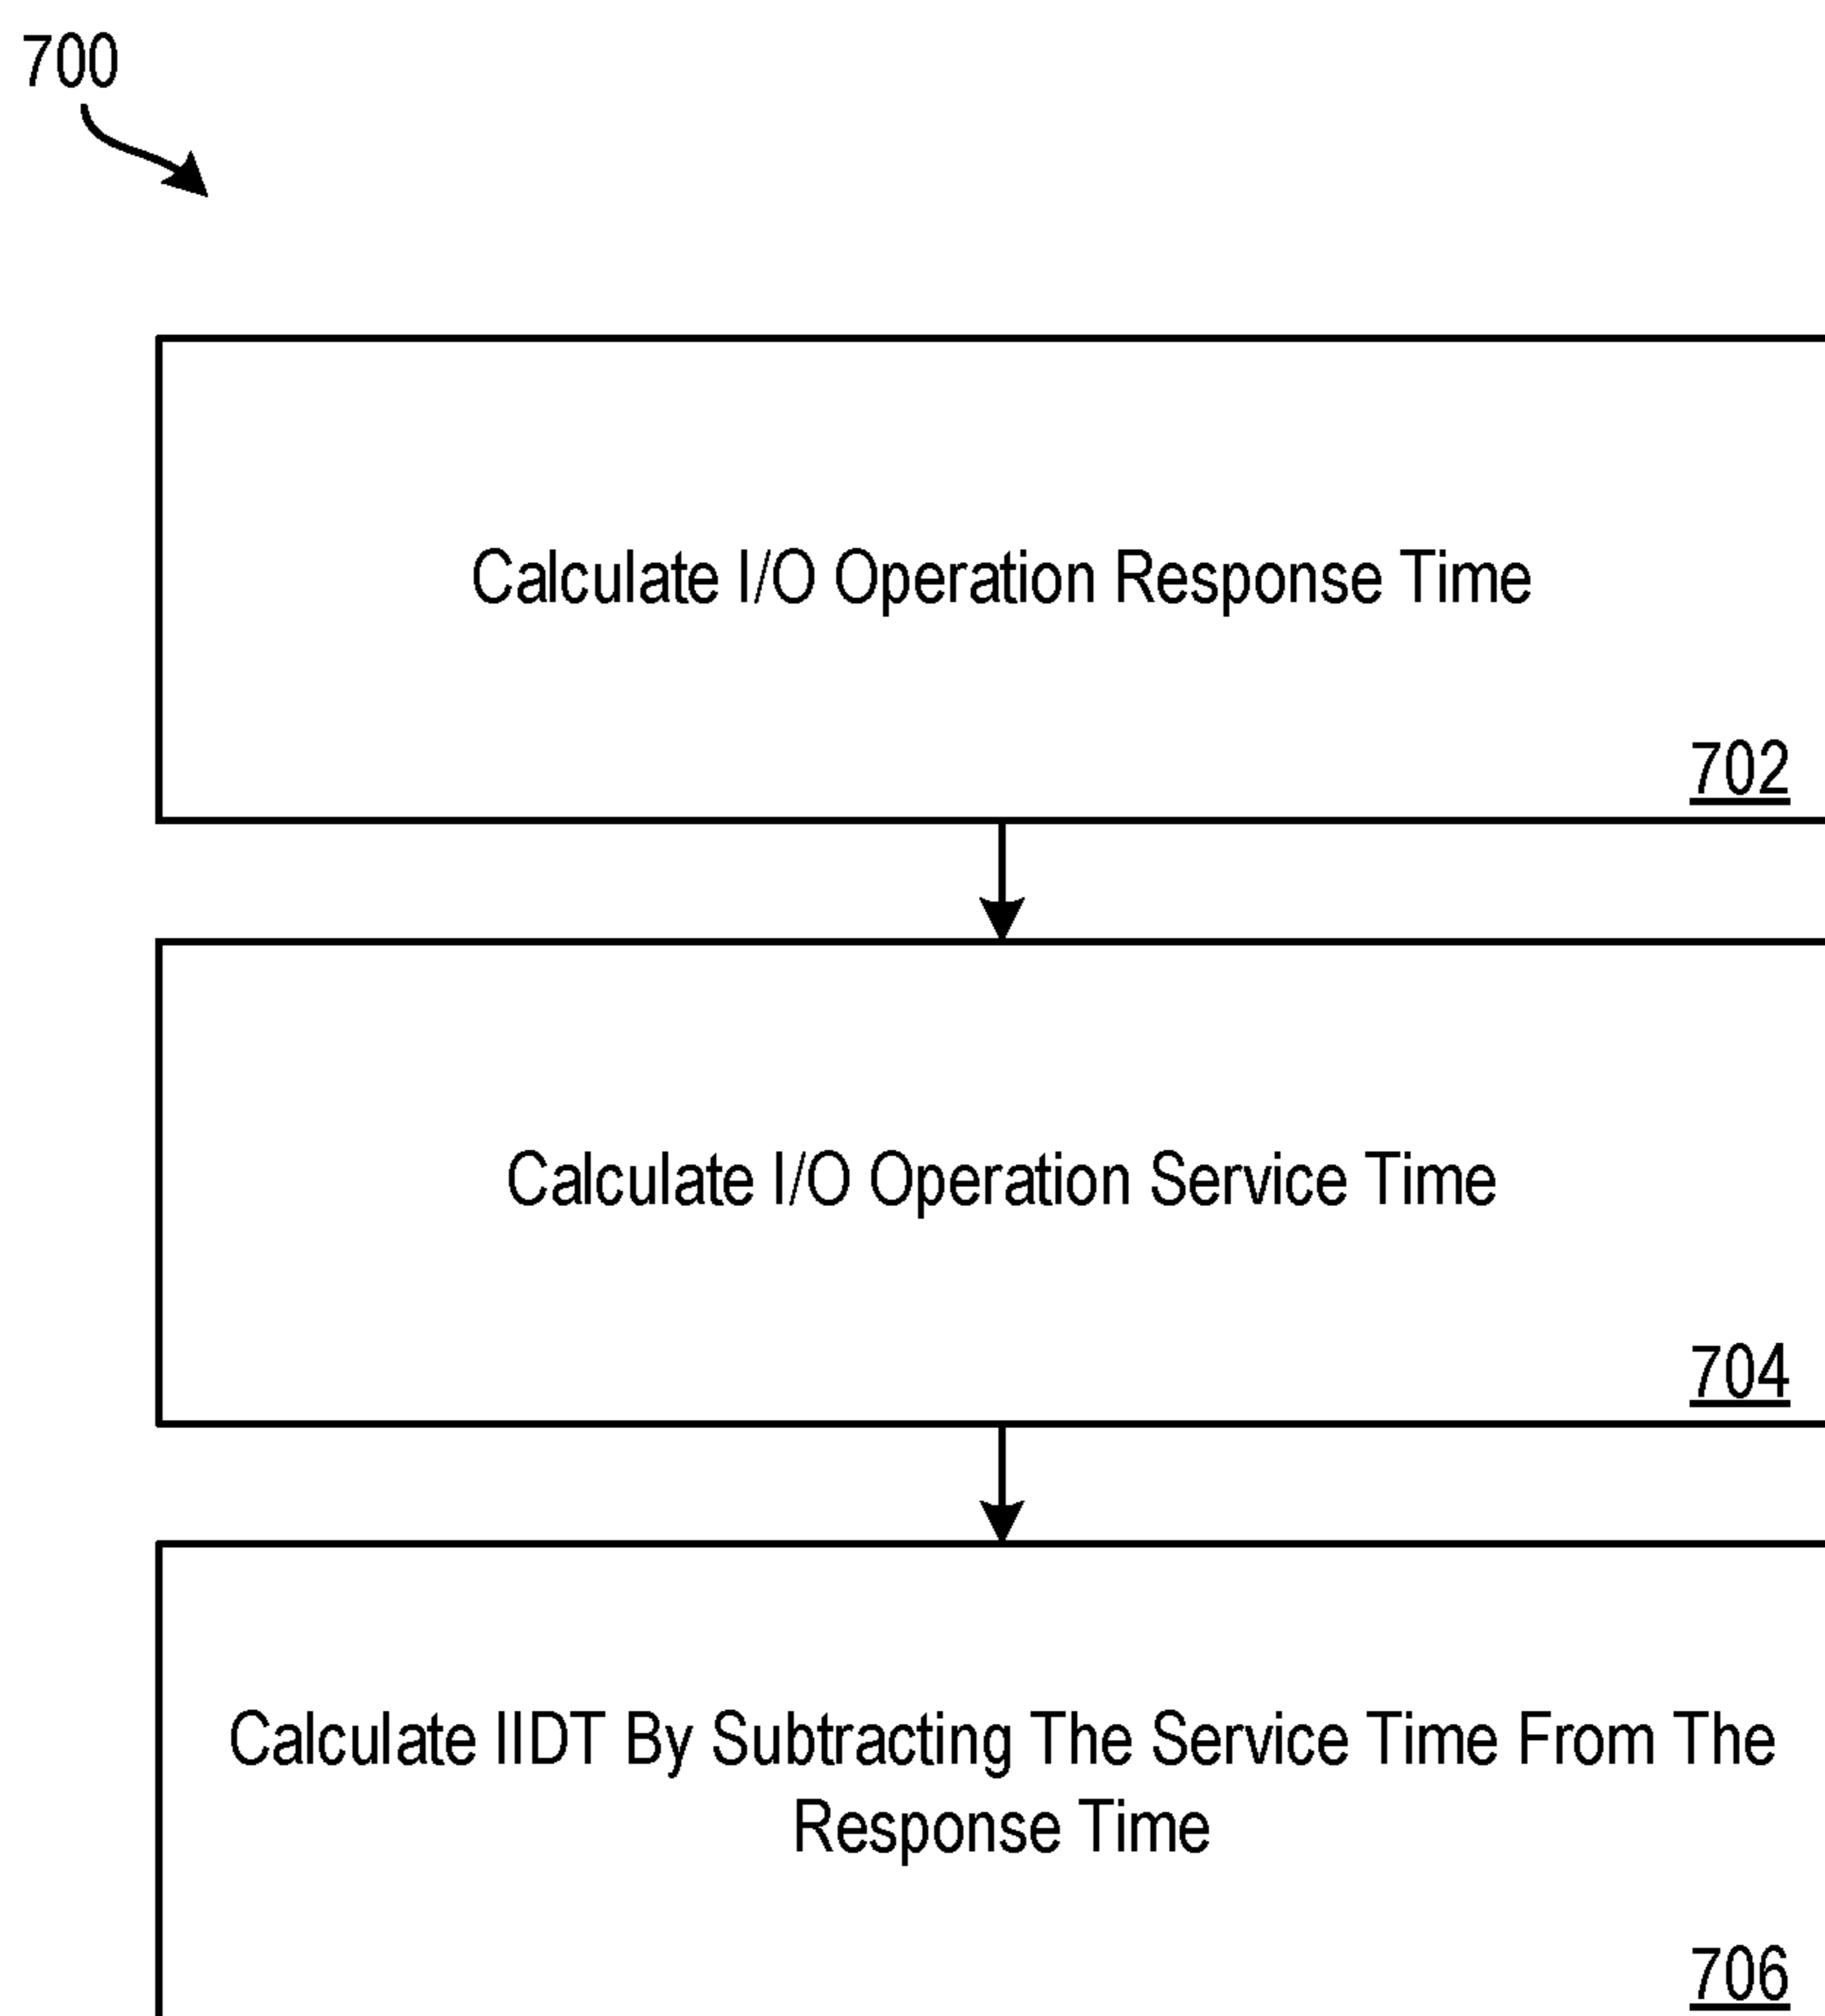 700
Calculate I/O Operation Response Time
702
Calculate I/O Operation Service Time
704
Calculate IIDT By Subtracting The Service Time From The
Response Time
706